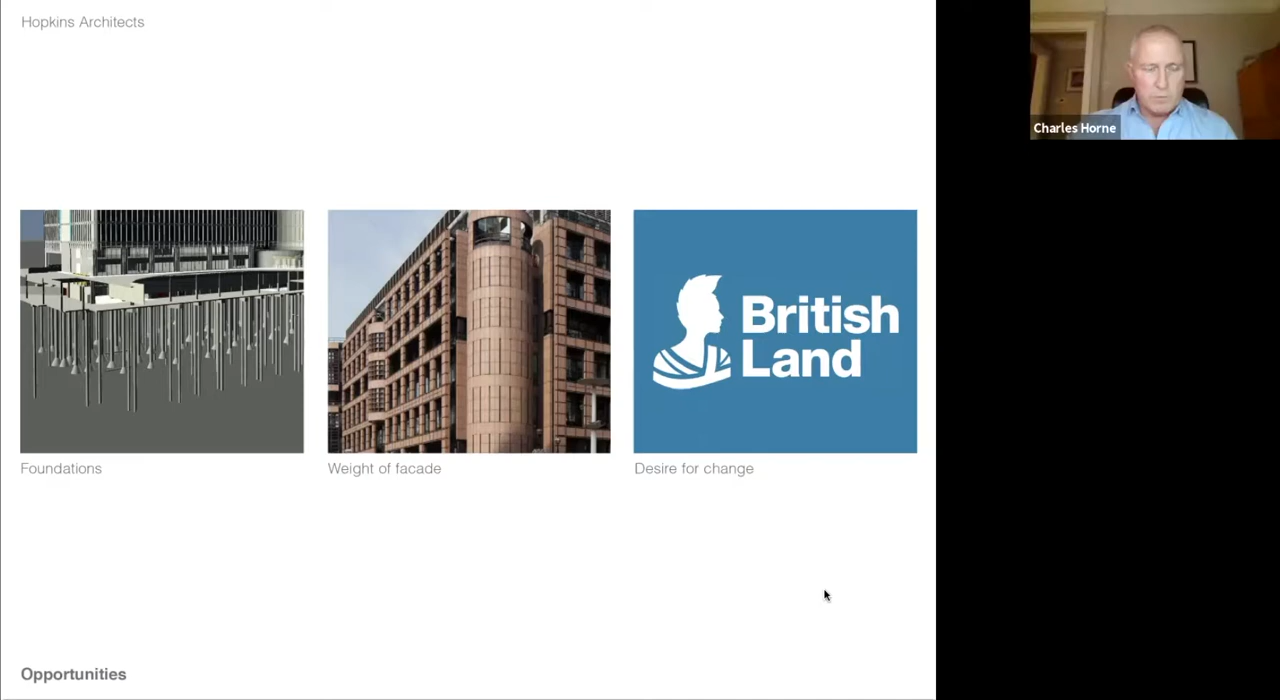 Hopkins Architects
Charles Horne
British
Land
Foundations
Weight of facade
Desire for change
Opportunities